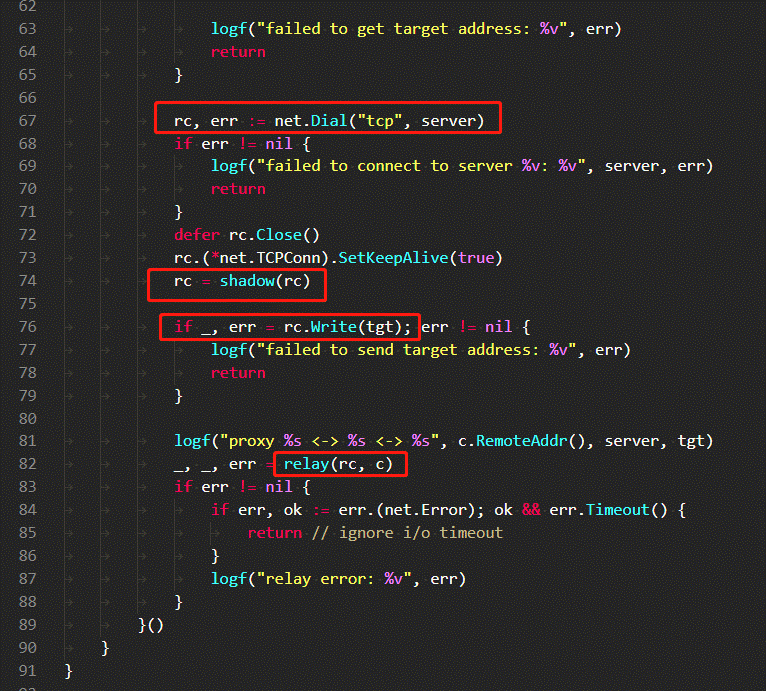 62
63 logf("failed to get target address: %v", err)
64 return
65 }
66
67 rc, err := net.Dial("tcp", server)
68 if err != nil {
69 logf("failed to connect to server %v: %v", server, err)
70 return
71 }
72 defer rc.Close()
73 rc.(*net.TCPConn).SetKeepAlive(true)
74 rc = shadow(rc)
75
76 if _, err = rc.Write(tgt); err != nil {
77 logf("failed to send target address: %v", err)
78 return
79 }
80
81 logf("proxy %s <-> %s <-> %s", c.RemoteAddr(), server, tgt)
82 _, _, err = relay(rc, c)
83 if err != nil {
84 if err, ok := err.(net.Error); ok && err.Timeout() {
85 return // ignore i/o timeout
86 }
87 logf("relay error: %v", err)
88 }
89 }()
90 }
91 }